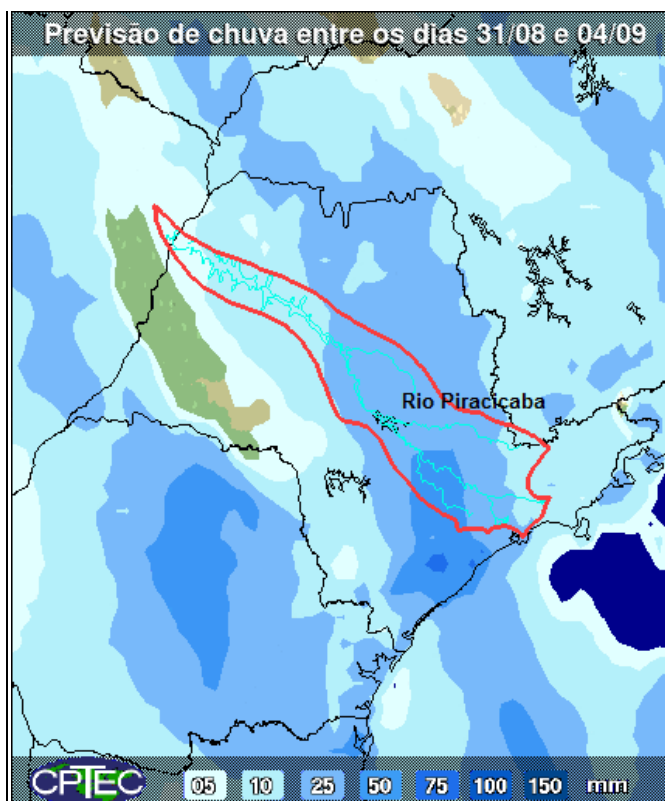 Previsão de chuva entre os dias 31/08 e 04/09
Rio Piracicaba
CPTEC 05 10 25 50 75 100 150 mm